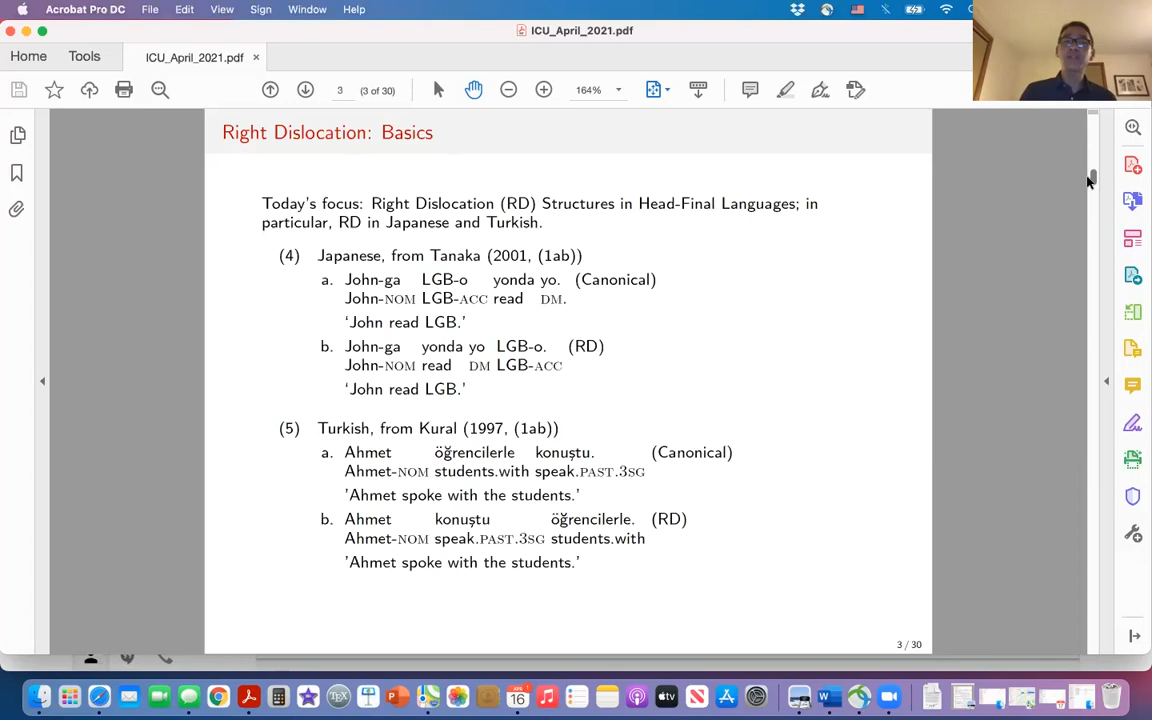 Acrobat Pro DC File Edit View Sign Window Help
ICU_April_2021.pdf
Home Tools ICU_April_2021.pdf ×
3 (3 of 30) 164%
Right Dislocation: Basics
Today's focus: Right Dislocation (RD) Structures in Head-Final Languages; in
particular, RD in Japanese and Turkish.
(4) Japanese, from Tanaka (2001, (1ab))
a. John-ga LGB-o yonda yo. (Canonical)
John-NOM LGB-ACC read DM.
‘John read LGB.’
b. John-ga yonda yo LGB-o. (RD)
John-NOM read DM LGB-ACC
‘John read LGB.’
(5) Turkish, from Kural (1997, (1ab))
a. Ahmet öğrencilerle konuştu. (Canonical)
Ahmet-NOM students.with speak.PAST.3SG
'Ahmet spoke with the students.’
b. Ahmet konuştu öğrencilerle. (RD)
Ahmet-NOM speak.PAST.3SG students.with
'Ahmet spoke with the students.’
3 / 30